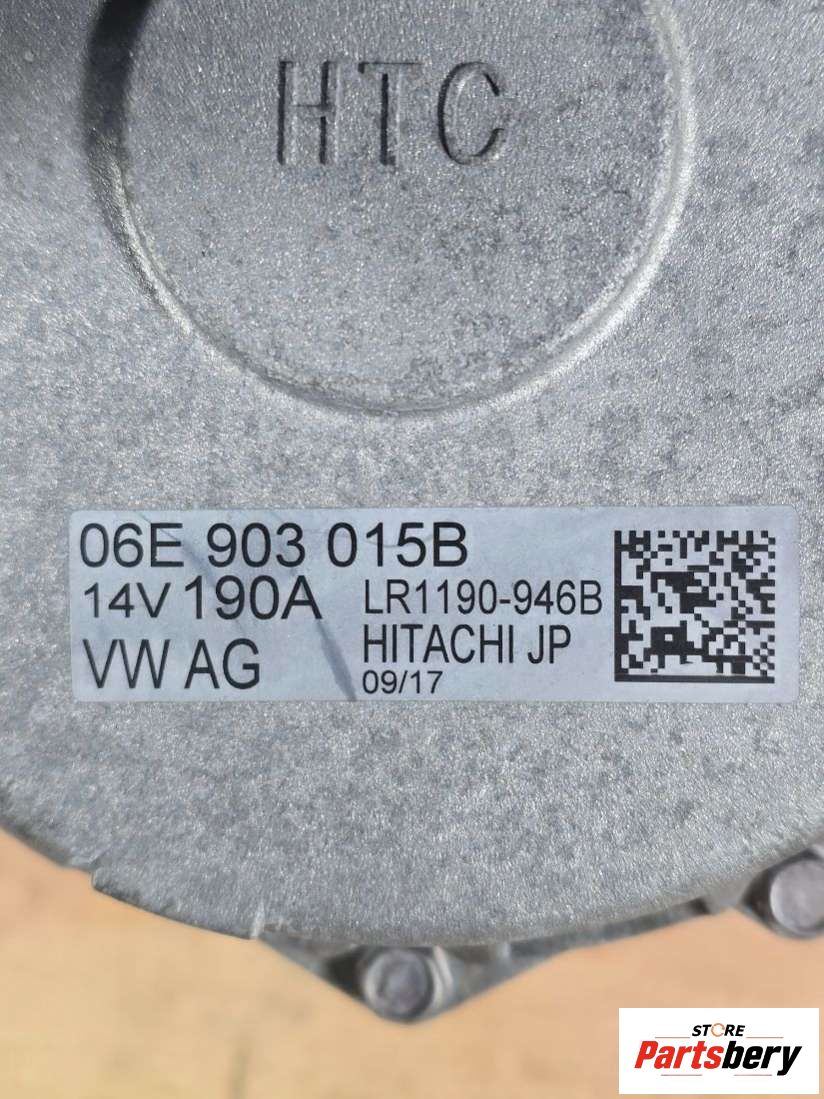 HTC
06E 903 015B
14V 190A LR1190-946B
VW AG HITACHI JP
09/17
STORE
Partsbery